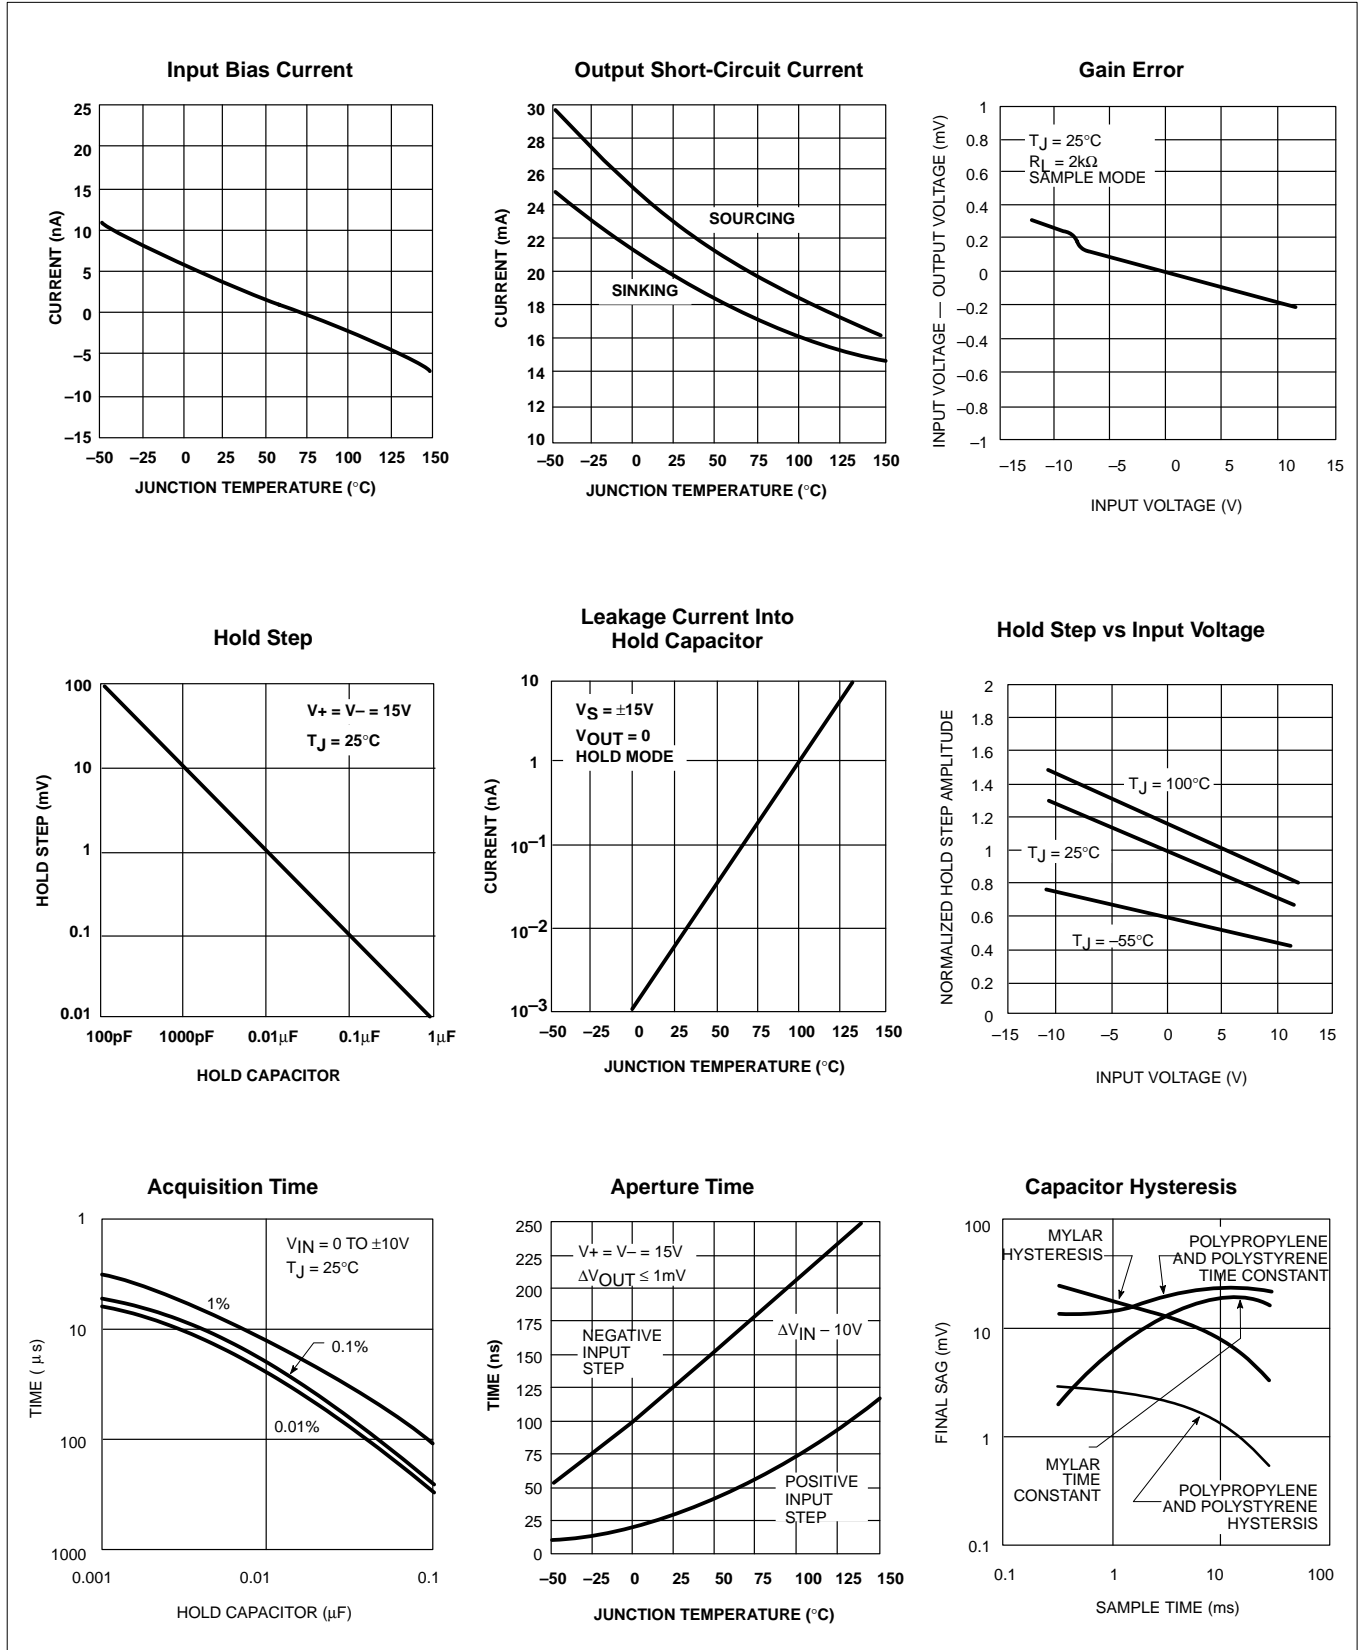 Input Bias Current
25
20
15
10
5
0
–5
–10
–15
CURRENT (nA)
–50 –25 0 25 50 75 100 125 150
JUNCTION TEMPERATURE (°C)
Output Short-Circuit Current
30
28
26
24
22
20
18
16
14
12
10
CURRENT (mA)
SOURCING
SINKING
–50 –25 0 25 50 75 100 125 150
JUNCTION TEMPERATURE (°C)
Gain Error
1
0.8
0.6
0.4
0.2
0
–0.2
–0.4
–0.6
–0.8
–1
INPUT VOLTAGE — OUTPUT VOLTAGE (mV)
TJ = 25°C
RL = 2kΩ
SAMPLE MODE
–15 –10 –5 0 5 10 15
INPUT VOLTAGE (V)
Hold Step
100
10
1
0.1
0.01
HOLD STEP (mV)
V+ = V– = 15V
TJ = 25°C
100pF 1000pF 0.01µF 0.1µF 1µF
HOLD CAPACITOR
Leakage Current Into
Hold Capacitor
10
1
10–1
10–2
10–3
CURRENT (nA)
VS = ±15V
VOUT = 0
HOLD MODE
–50 –25 0 25 50 75 100 125 150
JUNCTION TEMPERATURE (°C)
Hold Step vs Input Voltage
2
1.8
1.6
1.4
1.2
1
0.8
0.6
0.4
0.2
0
NORMALIZED HOLD STEP AMPLITUDE
TJ = 100°C
TJ = 25°C
TJ = –55°C
–15 –10 –5 0 5 10 15
INPUT VOLTAGE (V)
Acquisition Time
1
10
100
1000
TIME ( µs)
VIN = 0 TO ±10V
TJ = 25°C
1%
0.1%
0.01%
0.001 0.01 0.1
HOLD CAPACITOR (µF)
Aperture Time
250
225
200
175
150
125
100
75
50
25
0
TIME (ns)
V+ = V– = 15V
∆VOUT ≤ 1mV
NEGATIVE
INPUT
STEP
∆VIN – 10V
POSITIVE
INPUT
STEP
–50 –25 0 25 50 75 100 125 150
JUNCTION TEMPERATURE (°C)
Capacitor Hysteresis
100
10
1
0.1
FINAL SAG (mV)
MYLAR
HYSTERESIS
POLYPROPYLENE
AND POLYSTYRENE
TIME CONSTANT
MYLAR
TIME
CONSTANT
POLYPROPYLENE
AND POLYSTYRENE
HYSTERSIS
0.1 1 10 100
SAMPLE TIME (ms)